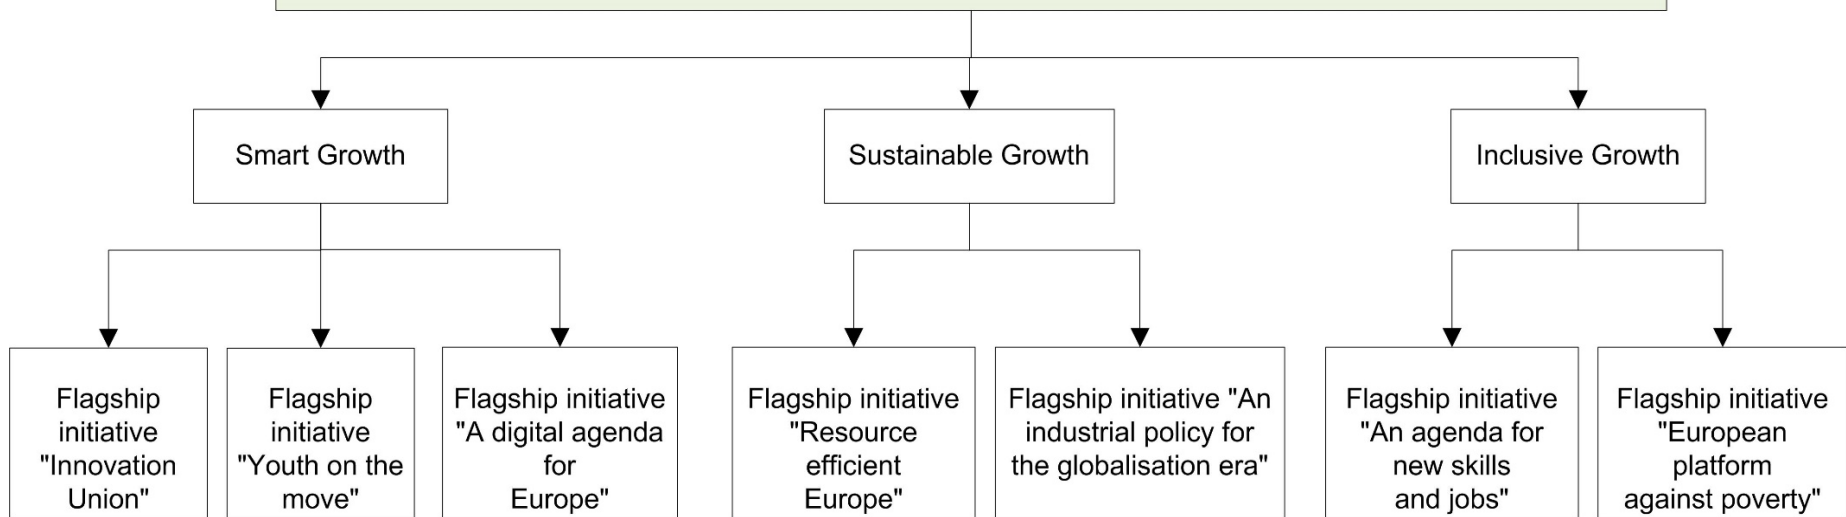 Smart Growth
Sustainable Growth
Inclusive Growth
Flagship
initiative
"Innovation
Union"
Flagship
initiative
"Youth on the
move"
Flagship initiative
"A digital agenda
for
Europe"
Flagship initiative
"Resource
efficient
Europe"
Flagship initiative "An
industrial policy for
the globalisation era"
Flagship initiative
"An agenda for
new skills
and jobs"
Flagship initiative
"European
platform
against poverty"